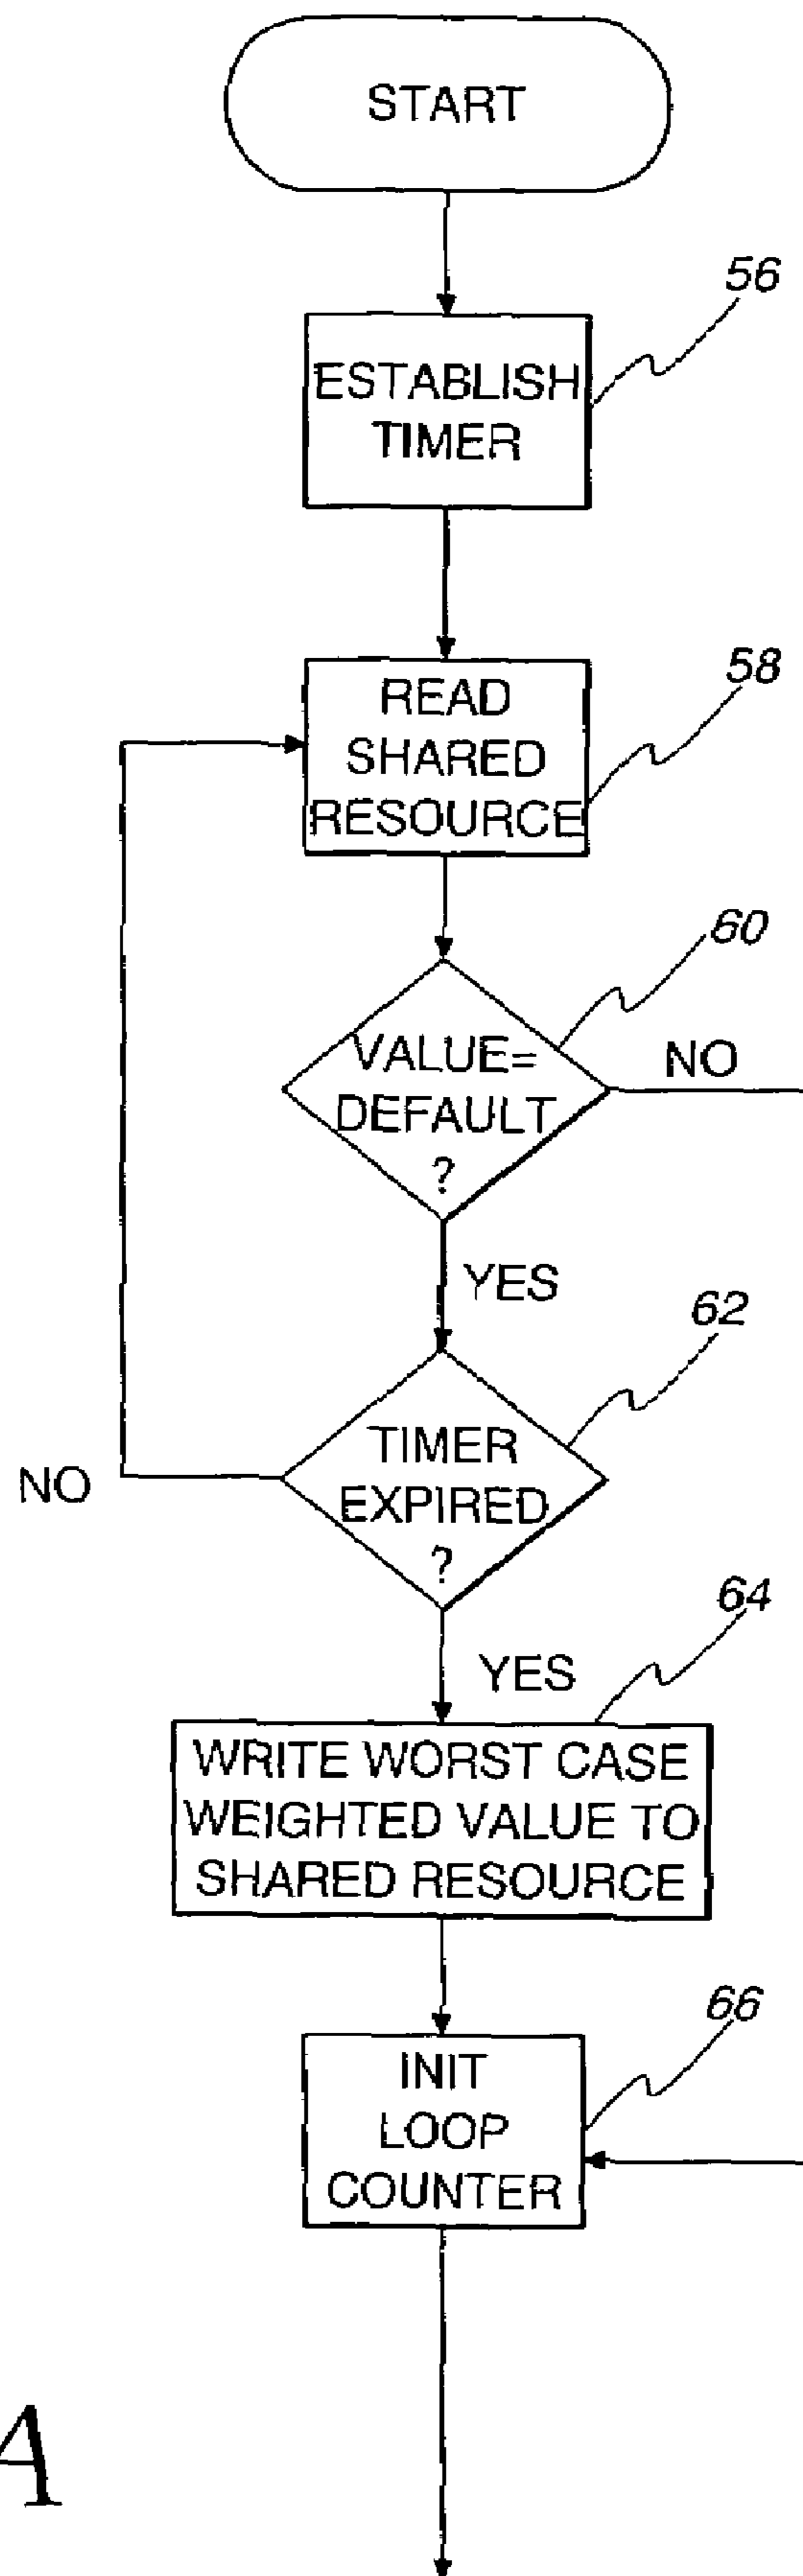 START
56
ESTABLISH
TIMER
58
READ
SHARED
RESOURCE
60
VALUE=
DEFAULT
?
NO
YES
62
TIMER
EXPIRED
?
NO
64
YES
WRITE WORST CASE
WEIGHTED VALUE TO
SHARED RESOURCE
66
INIT
LOOP
COUNTER
A